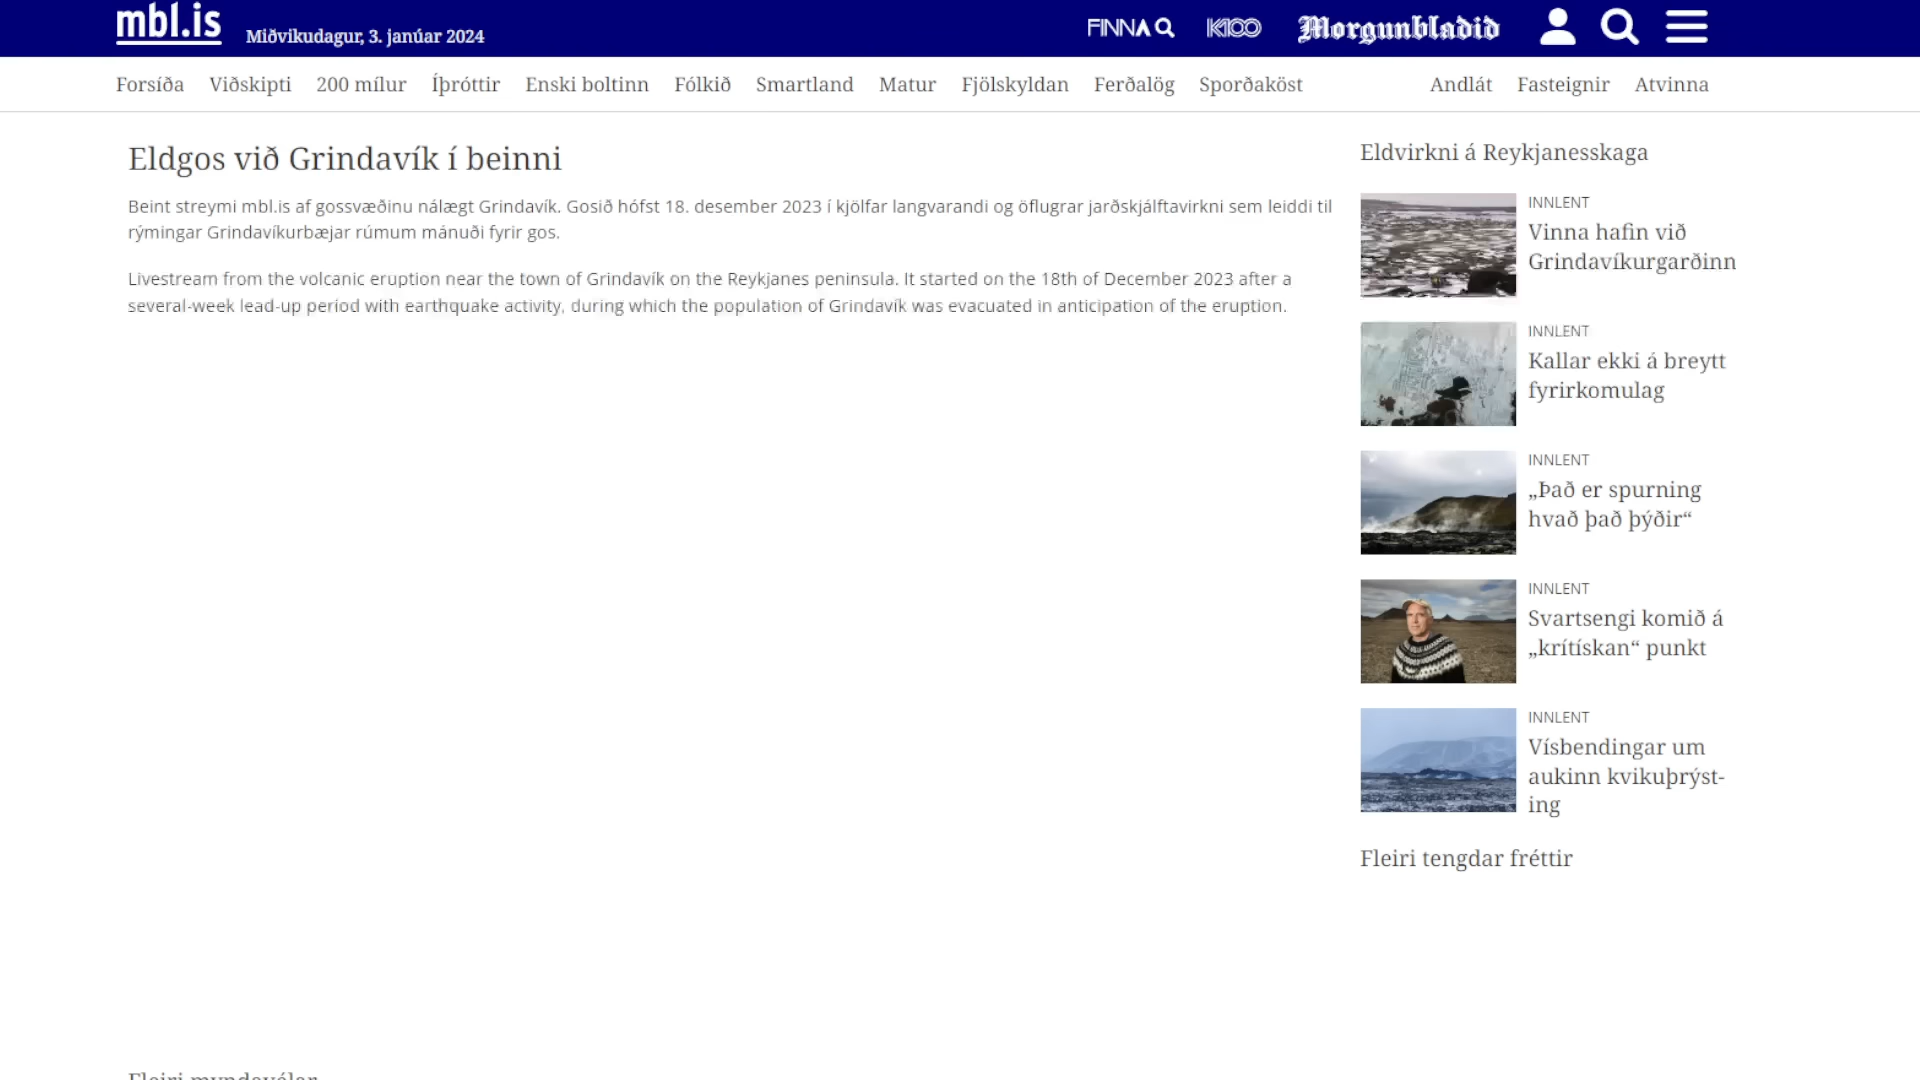 mbl.is
Miðvikudagur, 3. janúar 2024
FINNA
K100
Morgunbladid
Forsíða Viðskipti 200 mílur Íþróttir Enski boltinn Fólkið Smartland Matur Fjölskyldan Ferðalög Sporðaköst Andlát Fasteignir Atvinna
Eldgos við Grindavík í beinni
Beint streymi mbl.is af gossvæðinu nálægt Grindavík. Gosið hófst 18. desember 2023 í kjölfar langvarandi og öflugrar jarðskjálftavirkni sem leiddi til
rýmingar Grindavíkurbæjar rúmum mánuði fyrir gos.
Livestream from the volcanic eruption near the town of Grindavík on the Reykjanes peninsula. It started on the 18th of December 2023 after a
several-week lead-up period with earthquake activity, during which the population of Grindavík was evacuated in anticipation of the eruption.
Eldvirkni á Reykjanesskaga
INNLENT
Vinna hafin við
Grindavíkurgarðinn
INNLENT
Kallar ekki á breytt
fyrirkomulag
INNLENT
„Það er spurning
hvað það þýðir“
INNLENT
Svartsengi komið á
„krítískan“ punkt
INNLENT
Vísbendingar um
aukinn kvikuþrýst-
ing
Fleiri tengdar fréttir
Fleiri myndavélar